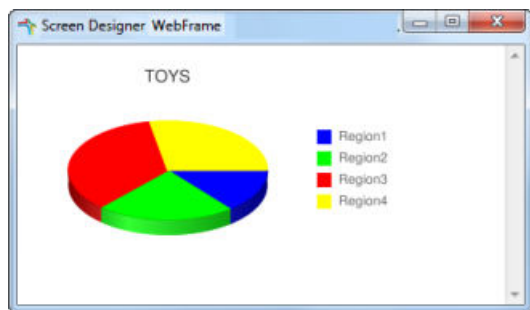 Screen Designer WebFrame
TOYS
Region1
Region2
Region3
Region4